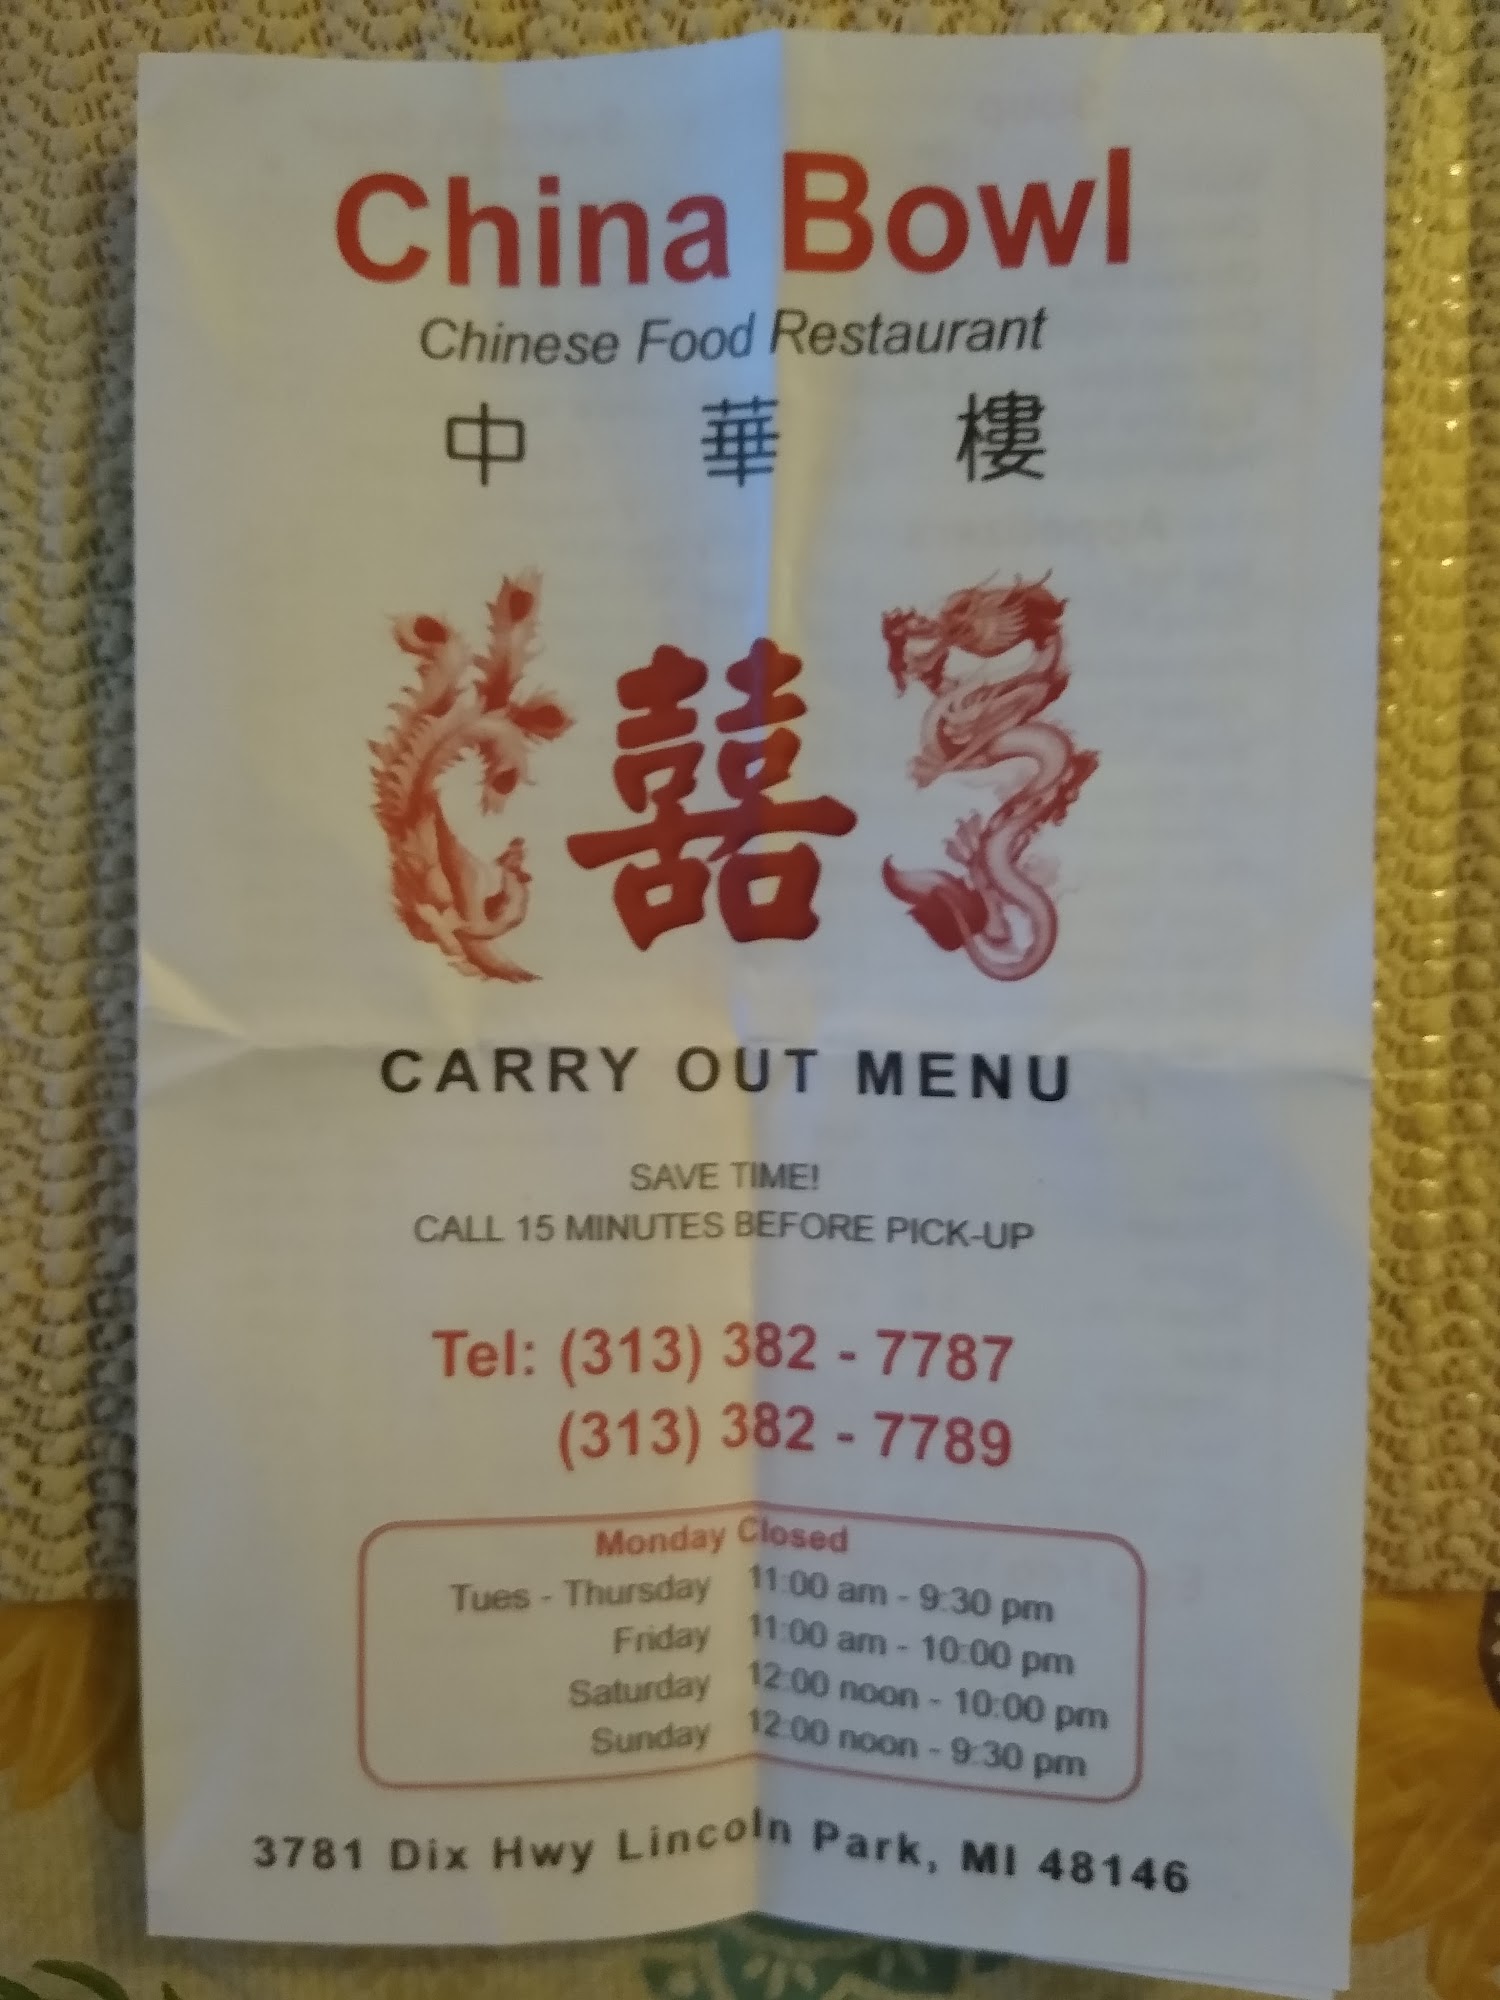 China Bowl
Chinese Food Restaurant
中 華 樓
囍
CARRY OUT MENU
SAVE TIME!
CALL 15 MINUTES BEFORE PICK-UP
Tel: (313) 382 - 7787
(313) 382 - 7789
Monday Closed
Tues - Thursday 11:00 am - 9:30 pm
Friday 11:00 am - 10:00 pm
Saturday 12:00 noon - 10:00 pm
Sunday 12:00 noon - 9:30 pm
3781 Dix Hwy Lincoln Park, MI 48146